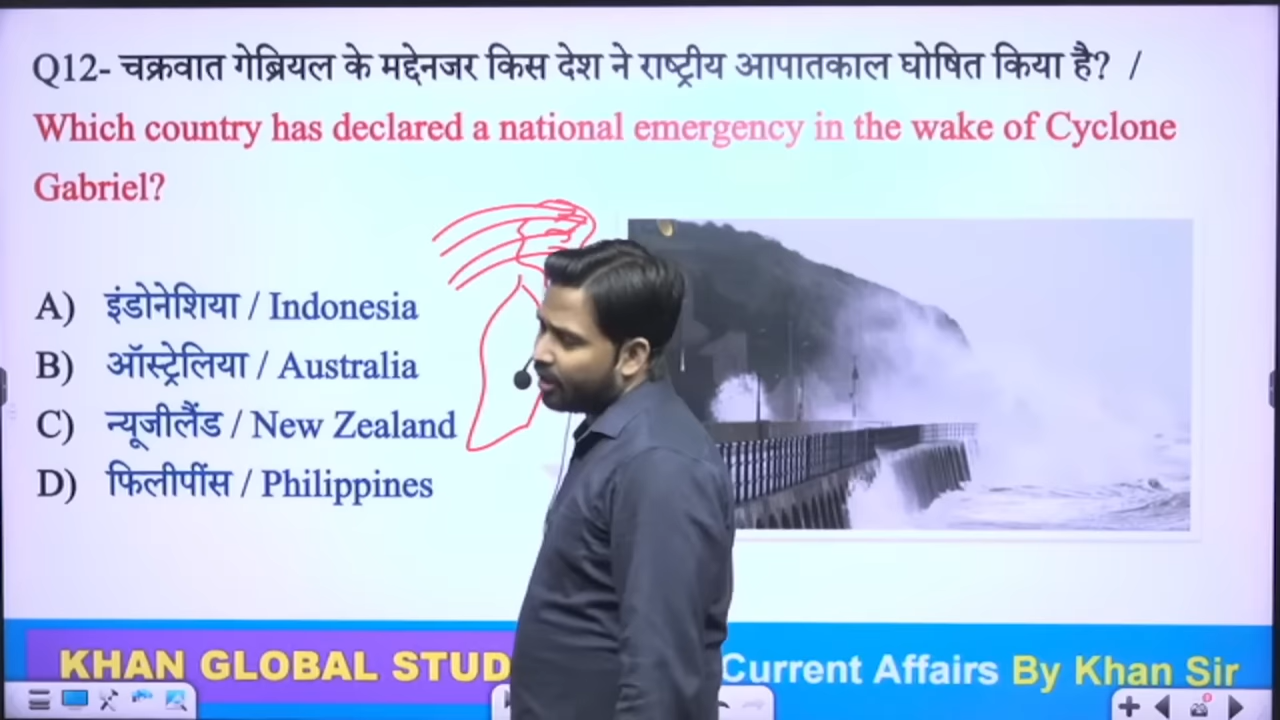 Q12- चक्रवात गेब्रियल के मद्देनजर किस देश ने राष्ट्रीय आपातकाल घोषित किया है? /
Which country has declared a national emergency in the wake of Cyclone
Gabriel?
A) इंडोनेशिया / Indonesia
B) ऑस्ट्रेलिया / Australia
C) न्यूजीलैंड / New Zealand
D) फिलीपींस / Philippines
KHAN GLOBAL STUD
Current Affairs By Khan Sir